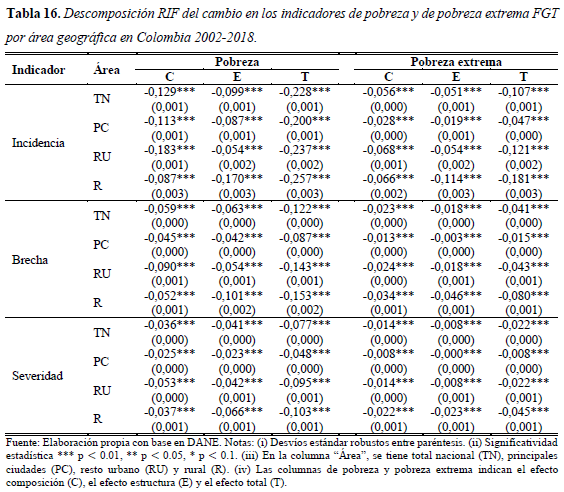 Tabla 16. Descomposición RIF del cambio en los indicadores de pobreza y de pobreza extrema FGT
por área geográfica en Colombia 2002-2018.
Indicador Área Pobreza Pobreza extrema
C E T C E T
Incidencia
TN -0,129*** -0,099*** -0,228*** -0,056*** -0,051*** -0,107***
(0,001) (0,001) (0,001) (0,000) (0,001) (0,001)
PC -0,113*** -0,087*** -0,200*** -0,028*** -0,019*** -0,047***
(0,001) (0,001) (0,001) (0,000) (0,001) (0,001)
RU -0,183*** -0,054*** -0,237*** -0,068*** -0,054*** -0,121***
(0,001) (0,002) (0,002) (0,001) (0,002) (0,002)
R -0,087*** -0,170*** -0,257*** -0,066*** -0,114*** -0,181***
(0,003) (0,003) (0,003) (0,002) (0,003) (0,003)
Brecha
TN -0,059*** -0,063*** -0,122*** -0,023*** -0,018*** -0,041***
(0,000) (0,000) (0,000) (0,000) (0,000) (0,000)
PC -0,045*** -0,042*** -0,087*** -0,013*** -0,003*** -0,015***
(0,000) (0,000) (0,000) (0,000) (0,000) (0,000)
RU -0,090*** -0,054*** -0,143*** -0,024*** -0,018*** -0,043***
(0,001) (0,001) (0,001) (0,000) (0,001) (0,001)
R -0,052*** -0,101*** -0,153*** -0,034*** -0,046*** -0,080***
(0,001) (0,002) (0,002) (0,001) (0,001) (0,001)
Severidad
TN -0,036*** -0,041*** -0,077*** -0,014*** -0,008*** -0,022***
(0,000) (0,000) (0,000) (0,000) (0,000) (0,000)
PC -0,025*** -0,023*** -0,048*** -0,008*** -0,000*** -0,008***
(0,000) (0,000) (0,000) (0,000) (0,000) (0,000)
RU -0,053*** -0,042*** -0,095*** -0,014*** -0,008*** -0,022***
(0,000) (0,001) (0,001) (0,000) (0,001) (0,001)
R -0,037*** -0,066*** -0,103*** -0,022*** -0,023*** -0,045***
(0,001) (0,001) (0,001) (0,001) (0,001) (0,001)
Fuente: Elaboración propia con base en DANE. Notas: (i) Desvíos estándar robustos entre paréntesis. (ii) Significatividad
estadística *** p < 0.01, ** p < 0.05, * p < 0.1. (iii) En la columna “Área”, se tiene total nacional (TN), principales
ciudades (PC), resto urbano (RU) y rural (R). (iv) Las columnas de pobreza y pobreza extrema indican el efecto
composición (C), el efecto estructura (E) y el efecto total (T).